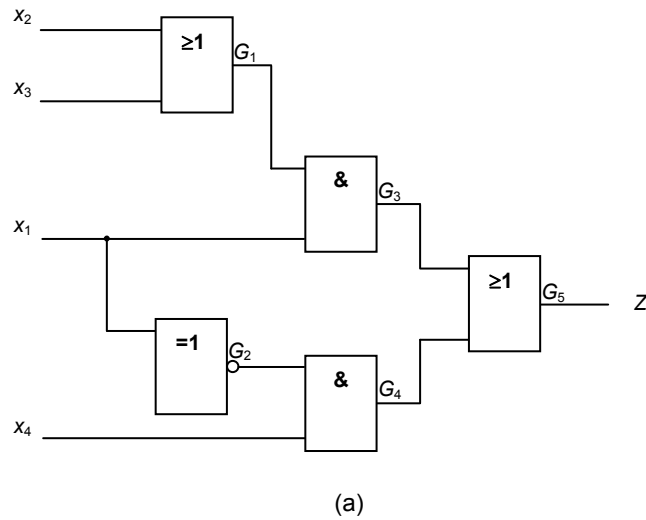 x₂
≥1
G₁
x₃
&
G₃
x₁
≥1
G₅
Z
=1
G₂
&
G₄
x₄
(a)